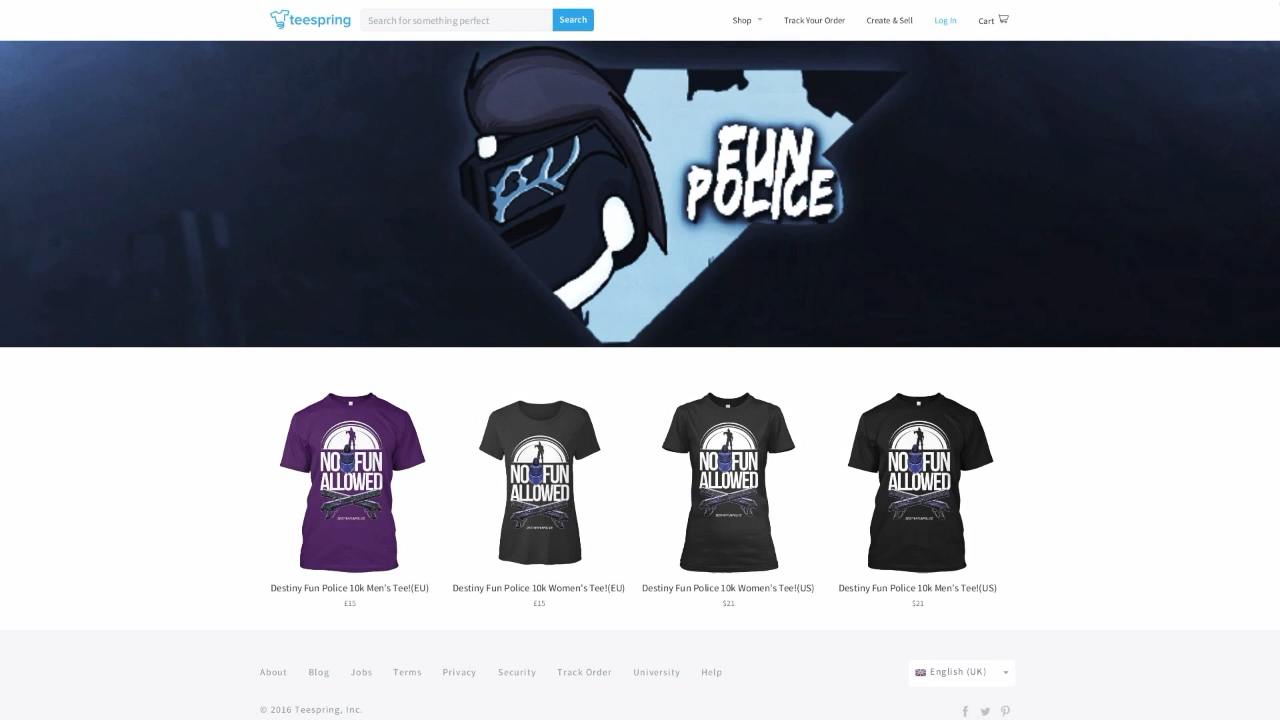 teespring
Search for something perfect
Search
Shop
Track Your Order
Create & Sell
Log In
Cart
FUN
POLICE
NO FUN
ALLOWED
NO FUN
ALLOWED
NO FUN
ALLOWED
NO FUN
ALLOWED
Destiny Fun Police 10k Men's Tee!(EU)
£15
Destiny Fun Police 10k Women's Tee!(EU)
£15
Destiny Fun Police 10k Women's Tee!(US)
$21
Destiny Fun Police 10k Men's Tee!(US)
$21
About Blog Jobs Terms Privacy Security Track Order University Help
English (UK)
© 2016 Teespring, Inc.